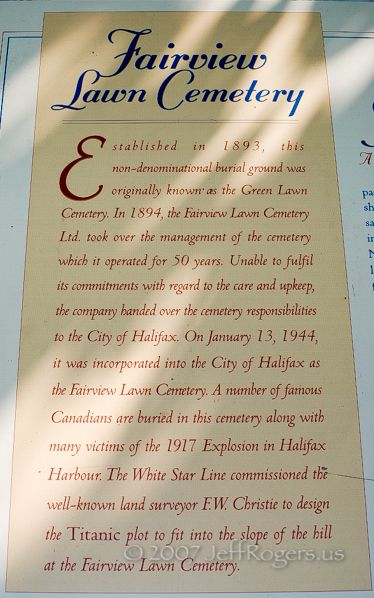 Fairview
Lawn Cemetery
Established in 1893, this
non-denominational burial ground was
originally known as the Green Lawn
Cemetery. In 1894, the Fairview Lawn Cemetery
Ltd. took over the management of the cemetery
which it operated for 50 years. Unable to fulfil
its commitments with regard to the care and upkeep,
the company handed over the cemetery responsibilities
to the City of Halifax. On January 13, 1944,
it was incorporated into the City of Halifax as
the Fairview Lawn Cemetery. A number of famous
Canadians are buried in this cemetery along with
many victims of the 1917 Explosion in Halifax
Harbour. The White Star Line commissioned the
well-known land surveyor F.W. Christie to design
the Titanic plot to fit into the slope of the hill
at the Fairview Lawn Cemetery.
© 2007 JeffRogers.us